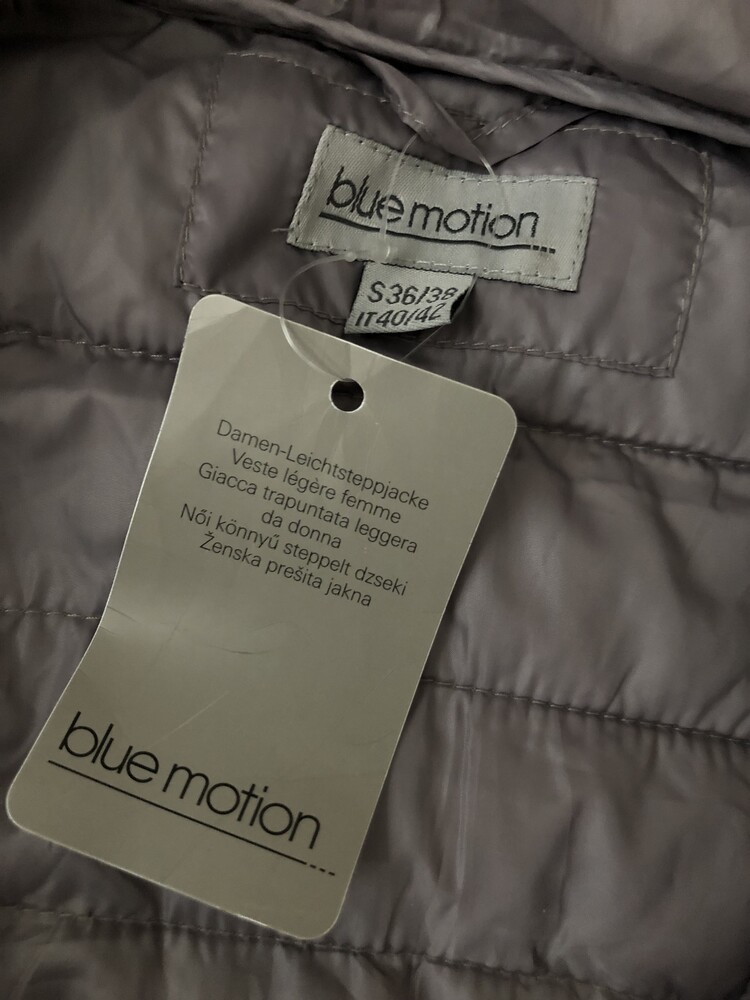 blue motion
S 36/38
IT 40/42
Damen-Leichtsteppjacke
Veste légère femme
Giacca trapuntata leggera
da donna
Női könnyű steppelt dzseki
Ženska prešita jakna
blue motion